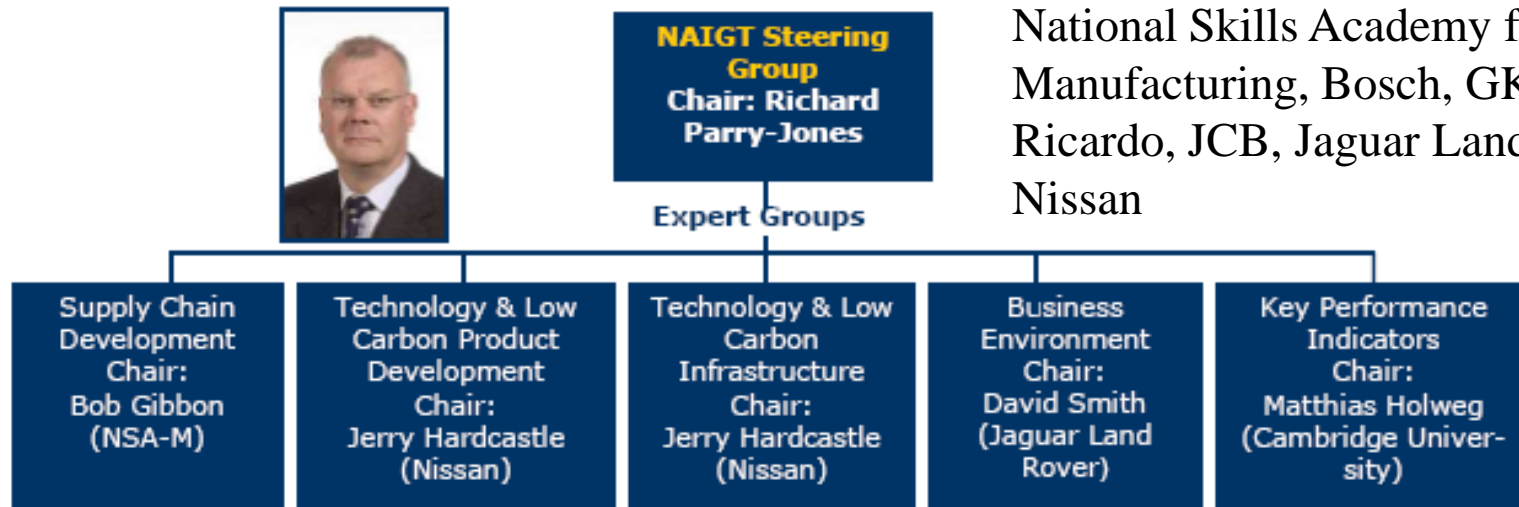 NAIGT Steering
Group
Chair: Richard
Parry-Jones
National Skills Academy
Manufacturing, Bosch,
Ricardo, JCB, Jaguar
Nissan
Expert Groups
Supply Chain
Development
Chair:
Bob Gibbon
(NSA-M)
Technology & Low
Carbon Product
Development
Chair:
Jerry Hardcastle
(Nissan)
Technology & Low
Carbon
Infrastructure
Chair:
Jerry Hardcastle
(Nissan)
Business
Environment
Chair:
David Smith
(Jaguar Land
Rover)
Key Performance
Indicators
Chair:
Matthias Holweg
(Cambridge Univer-
sity)